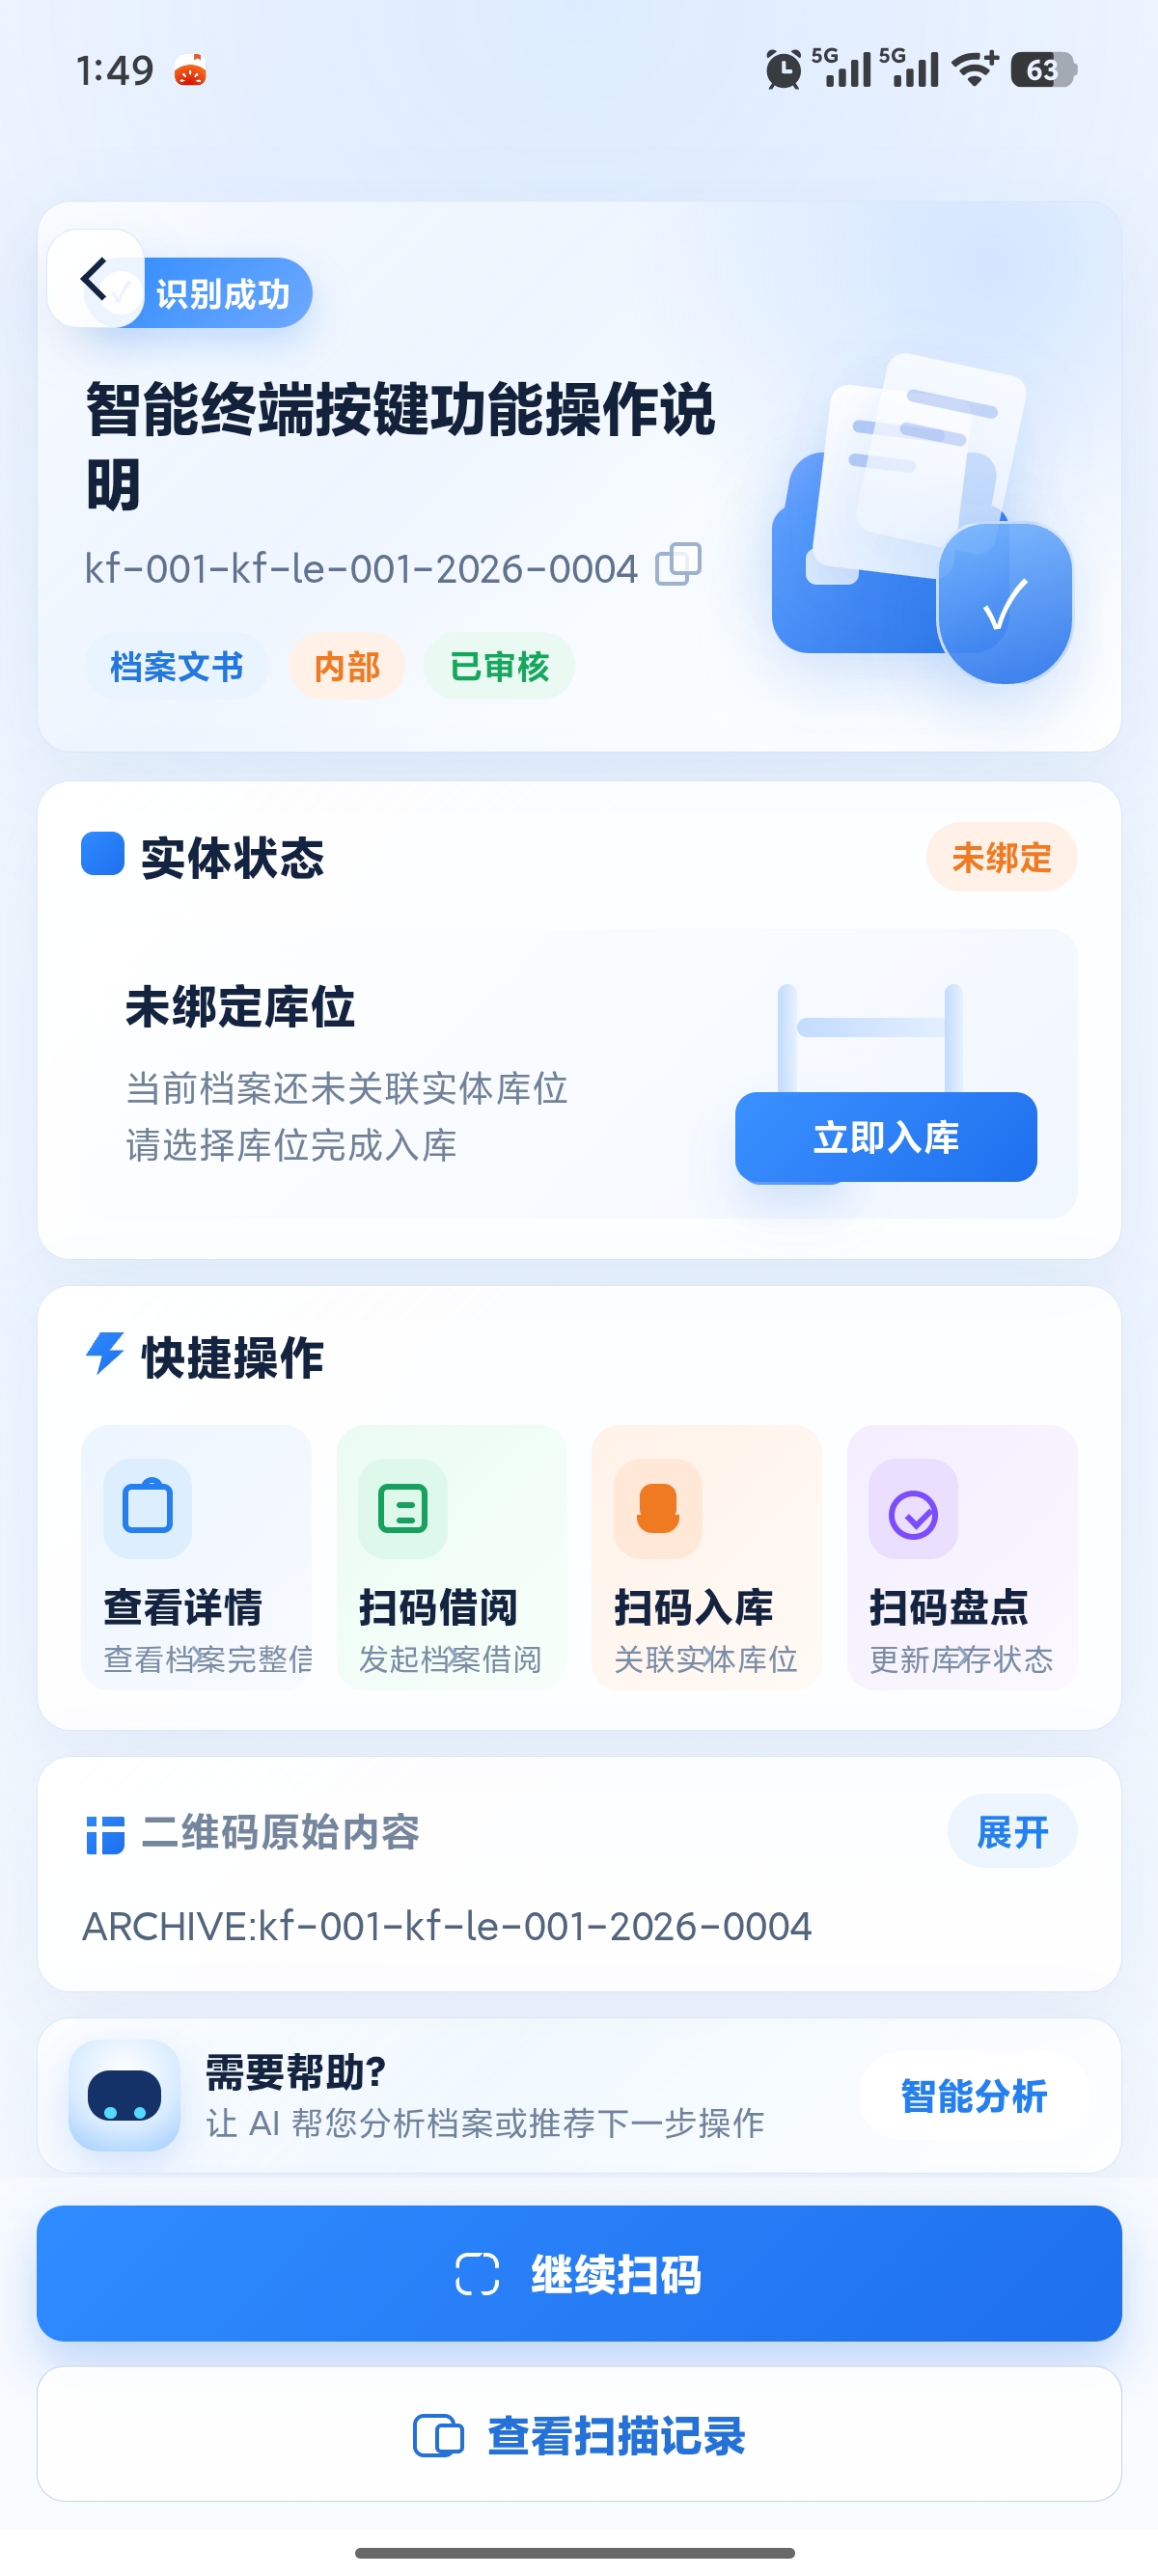 1:49
5G 5G 63
识别成功
智能终端按键功能操作说
明
kf-001-kf-le-001-2026-0004
档案文书 内部 已审核
实体状态 未绑定
未绑定库位
当前档案还未关联实体库位
请选择库位完成入库
立即入库
快捷操作
查看详情 扫码借阅 扫码入库 扫码盘点
查看档案完整信 发起档案借阅 关联实体库位 更新库存状态
二维码原始内容 展开
ARCHIVE:kf-001-kf-le-001-2026-0004
需要帮助?
让 AI 帮您分析档案或推荐下一步操作
智能分析
继续扫码
查看扫描记录